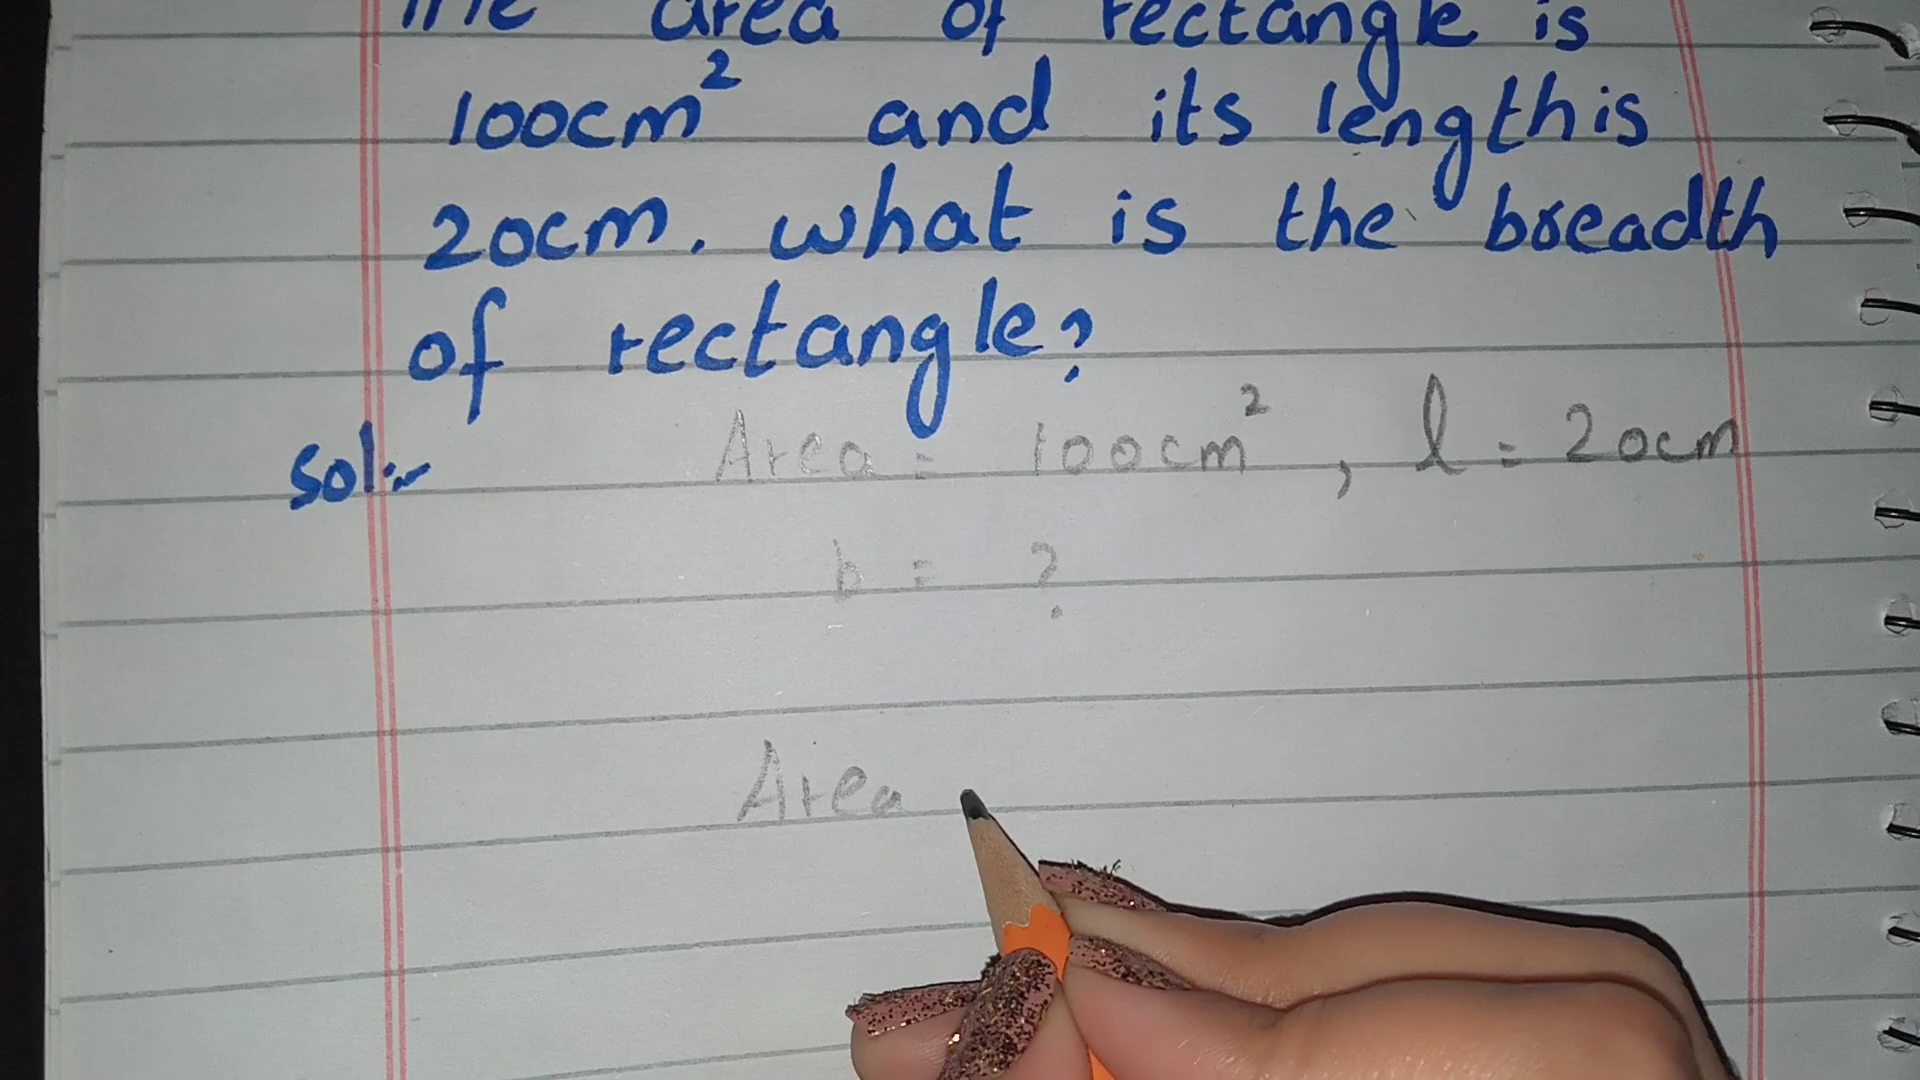 The area of rectangle is
100cm² and its length is
20cm. what is the breadth
of rectangle?
Sol:- Area = 100cm², l = 20cm
b = ?
Area